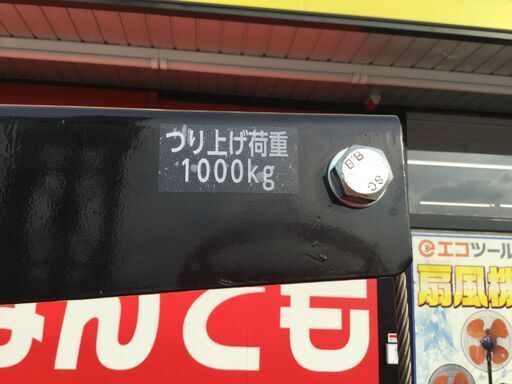 つり上げ荷重
1000kg
8.8
SC
エコツール
扇風機
なんでも